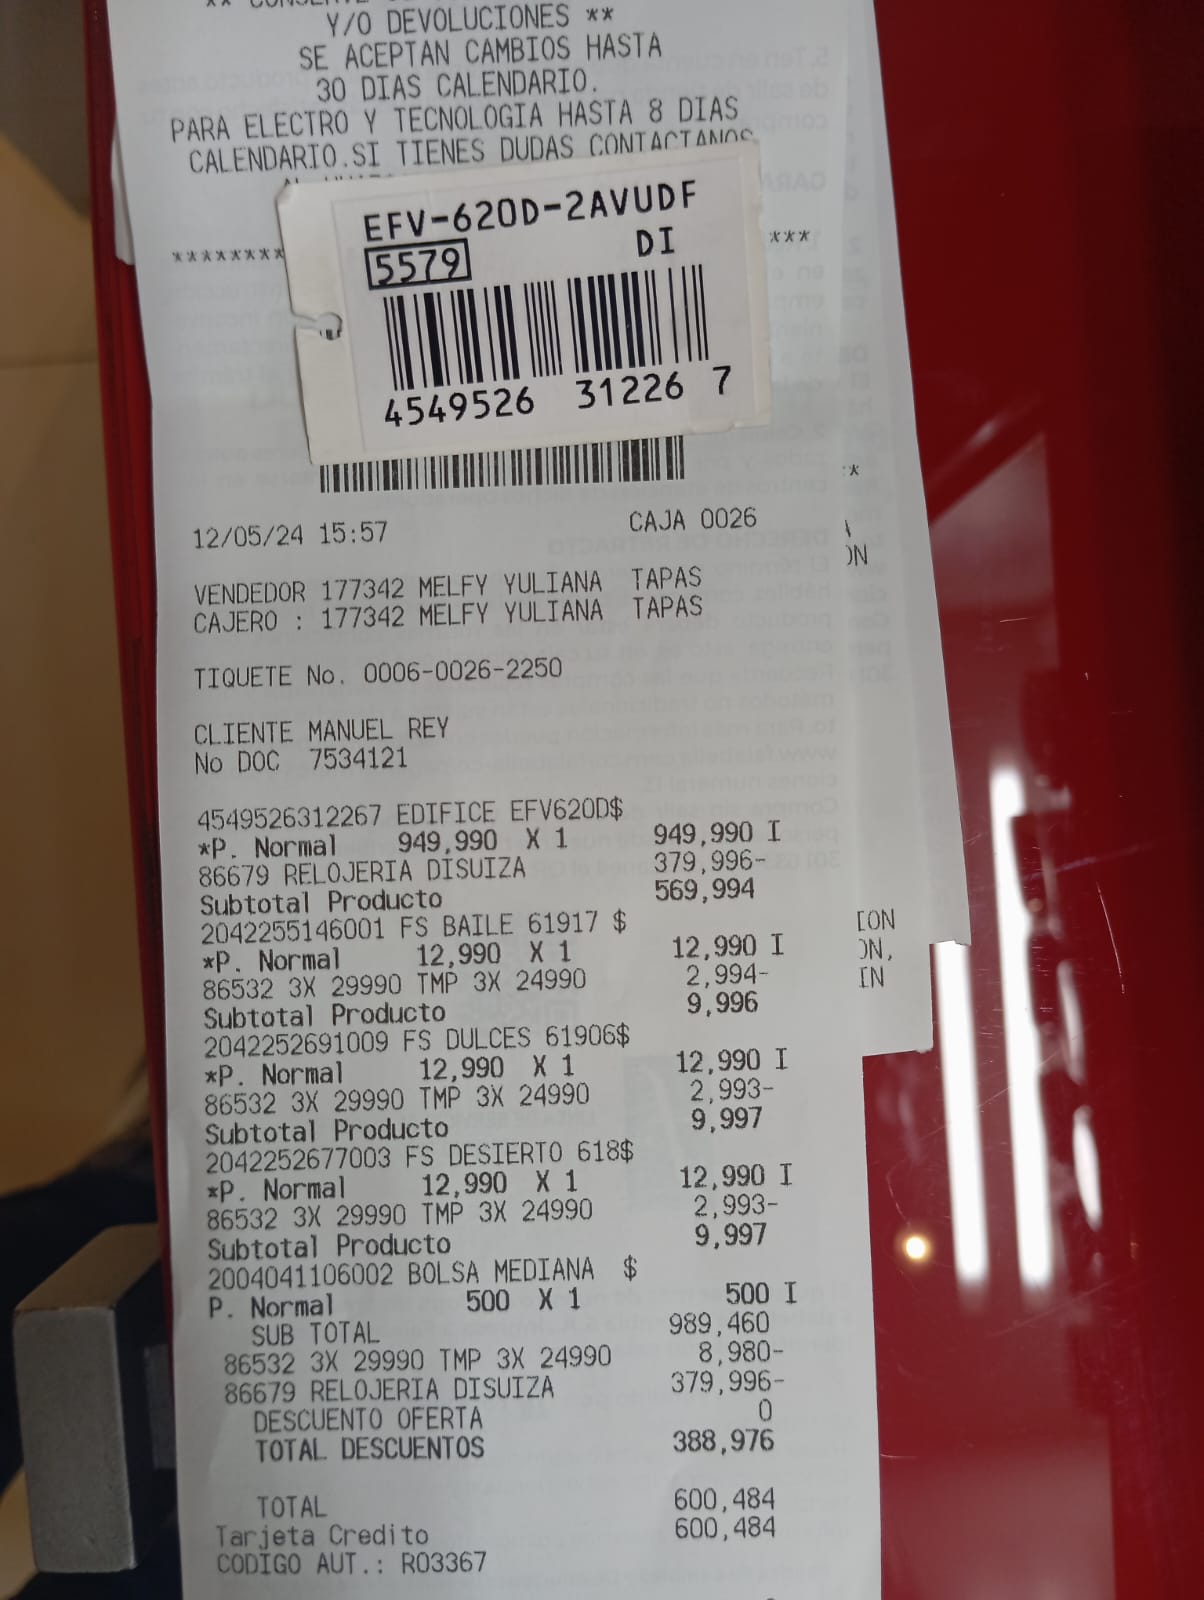 Y/O DEVOLUCIONES **
SE ACEPTAN CAMBIOS HASTA
30 DIAS CALENDARIO.
PARA ELECTRO Y TECNOLOGIA HASTA 8 DIAS
CALENDARIO.SI TIENES DUDAS CONTACTANOS
EFV-620D-2AVUDF
5579 DI
4549526 31226 7
12/05/24 15:57 CAJA 0026
VENDEDOR 177342 MELFY YULIANA TAPAS
CAJERO : 177342 MELFY YULIANA TAPAS
TIQUETE No. 0006-0026-2250
CLIENTE MANUEL REY
No DOC 7534121
4549526312267 EDIFICE EFV620D$
*P. Normal 949,990 X 1 949,990 I
86679 RELOJERIA DISUIZA 379,996-
Subtotal Producto 569,994
2042255146001 FS BAILE 61917 $
*P. Normal 12,990 X 1 12,990 I
86532 3X 29990 TMP 3X 24990 2,994-
Subtotal Producto 9,996
2042252691009 FS DULCES 61906$
*P. Normal 12,990 X 1 12,990 I
86532 3X 29990 TMP 3X 24990 2,993-
Subtotal Producto 9,997
2042252677003 FS DESIERTO 618$
*P. Normal 12,990 X 1 12,990 I
86532 3X 29990 TMP 3X 24990 2,993-
Subtotal Producto 9,997
2004041106002 BOLSA MEDIANA $
P. Normal 500 X 1 500 I
SUB TOTAL 989,460
86532 3X 29990 TMP 3X 24990 8,980-
86679 RELOJERIA DISUIZA 379,996-
DESCUENTO OFERTA 0
TOTAL DESCUENTOS 388,976
TOTAL 600,484
Tarjeta Credito 600,484
CODIGO AUT.: R03367